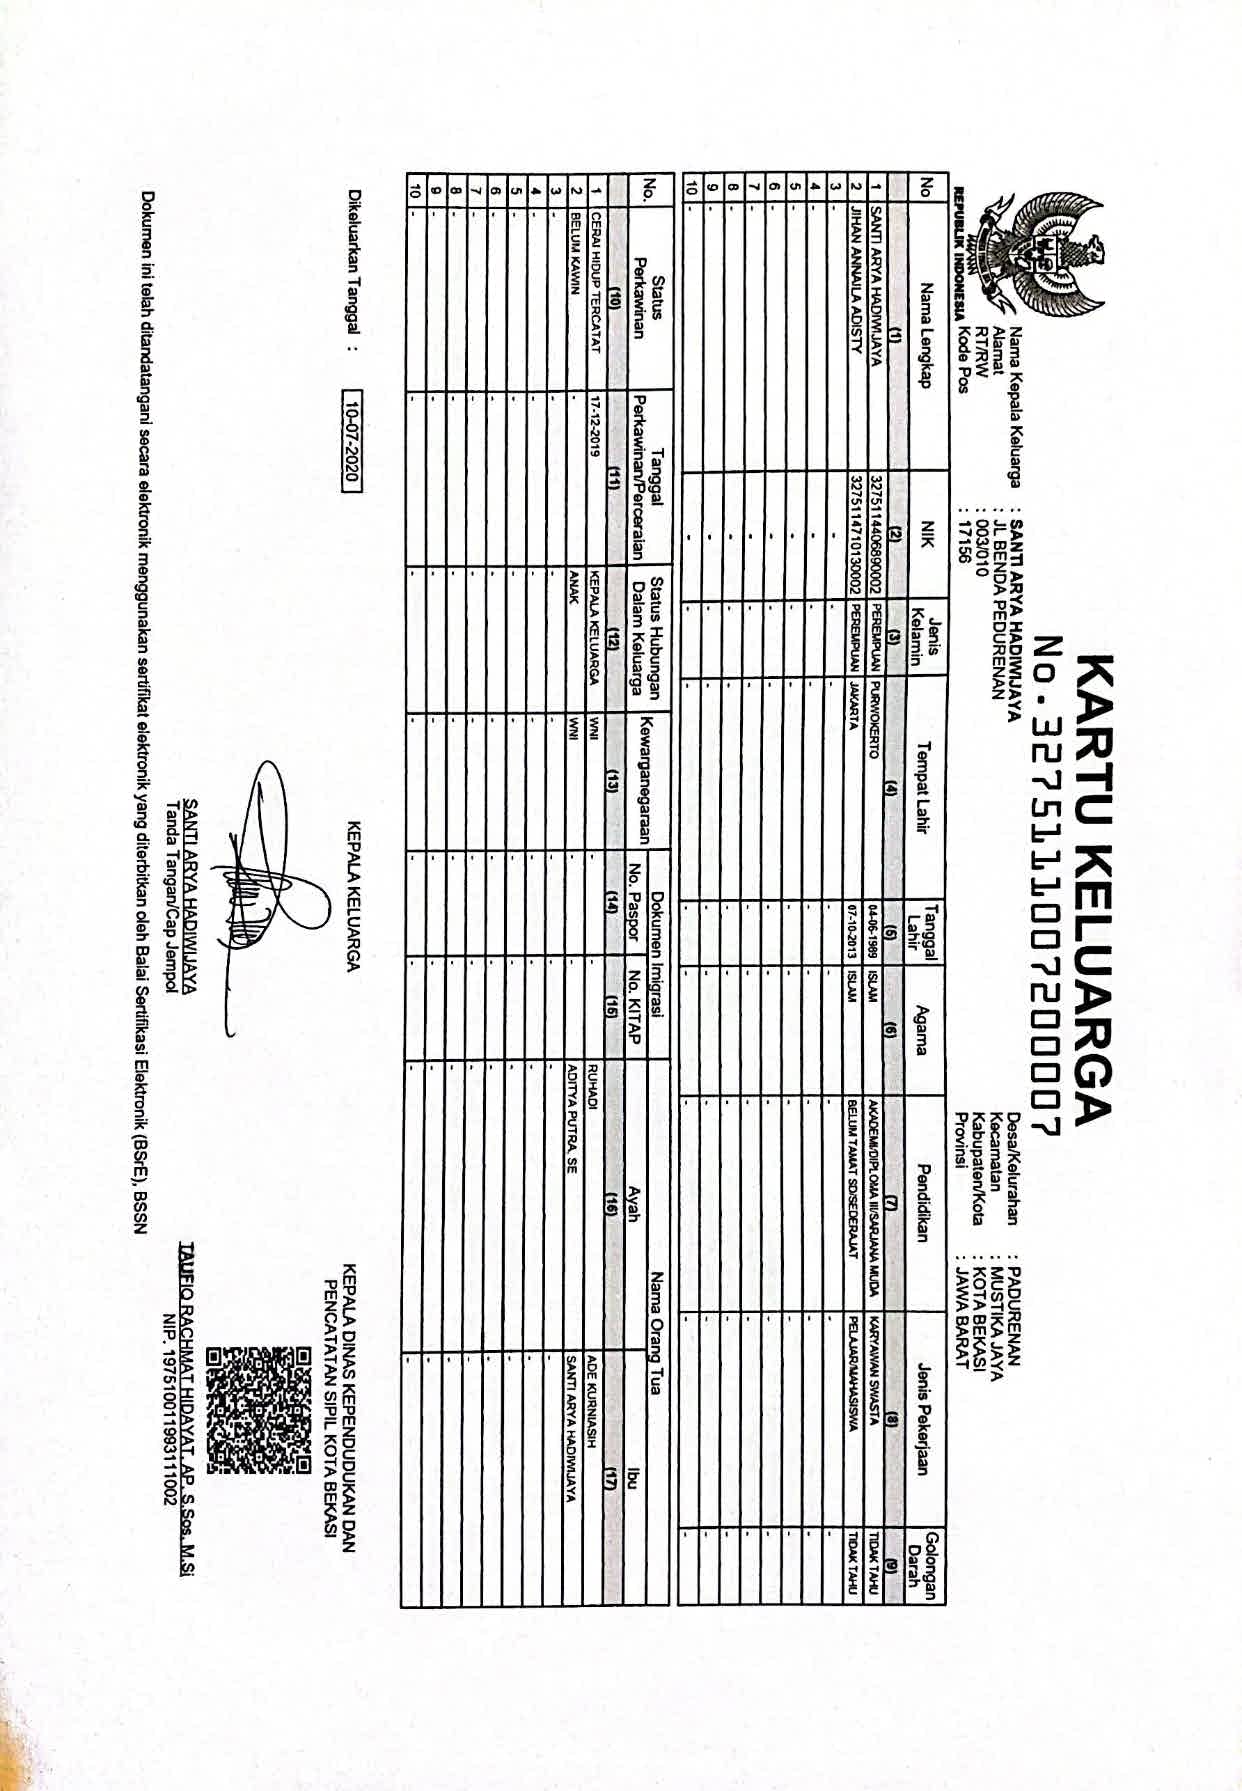 KARTU KELUARGA
No. 3275111007200007
REPUBLIK INDONESIA
Nama Kepala Keluarga : SANTI ARYA HADIWIJAYA
Alamat : JL BENDA PEDURENAN
RT/RW : 003/010
Kode Pos : 17156
Desa/Kelurahan : PADURENAN
Kecamatan : MUSTIKA JAYA
Kabupaten/Kota : KOTA BEKASI
Provinsi : JAWA BARAT
No Nama Lengkap NIK Jenis Kelamin Tempat Lahir Tanggal Lahir Agama Pendidikan Jenis Pekerjaan Golongan Darah
(1) (2) (3) (4) (5) (6) (7) (8) (9)
1 SANTI ARYA HADIWIJAYA 3275114406890002 PEREMPUAN PURWOKERTO 04-06-1989 ISLAM AKADEMI/DIPLOMA III/SARJANA MUDA KARYAWAN SWASTA TIDAK TAHU
2 JIHAN ANNAILA ADISTY 3275114710130002 PEREMPUAN JAKARTA 07-10-2013 ISLAM BELUM TAMAT SD/SEDERAJAT PELAJAR/MAHASISWA TIDAK TAHU
3 - - - - - - - - -
4 - - - - - - - - -
5 - - - - - - - - -
6 - - - - - - - - -
7 - - - - - - - - -
8 - - - - - - - - -
9 - - - - - - - - -
10 - - - - - - - - -
No. Status Perkawinan Tanggal Perkawinan/Perceraian Status Hubungan Dalam Keluarga Kewarganegaraan Dokumen Imigrasi Nama Orang Tua
No. Paspor No. KITAP Ayah Ibu
(10) (11) (12) (13) (14) (15) (16) (17)
1 CERAI HIDUP TERCATAT 17-12-2019 KEPALA KELUARGA WNI - - RUHADI ADE KURNIASIH
2 BELUM KAWIN - ANAK WNI - - ADITYA PUTRA. SE SANTI ARYA HADIWIJAYA
3 - - - - - - - -
4 - - - - - - - -
5 - - - - - - - -
6 - - - - - - - -
7 - - - - - - - -
8 - - - - - - - -
9 - - - - - - - -
10 - - - - - - - -
Dikeluarkan Tanggal : 10-07-2020
KEPALA KELUARGA
SANTI ARYA HADIWIJAYA
Tanda Tangan/Cap Jempol
KEPALA DINAS KEPENDUDUKAN DAN
PENCATATAN SIPIL KOTA BEKASI
TAUFIQ RACHMAT HIDAYAT, AP, S.Sos, M.Si
NIP. 197510011993111002
Dokumen ini telah ditandatangani secara elektronik menggunakan sertifikat elektronik yang diterbitkan oleh Balai Sertifikasi Elektronik (BSrE), BSSN